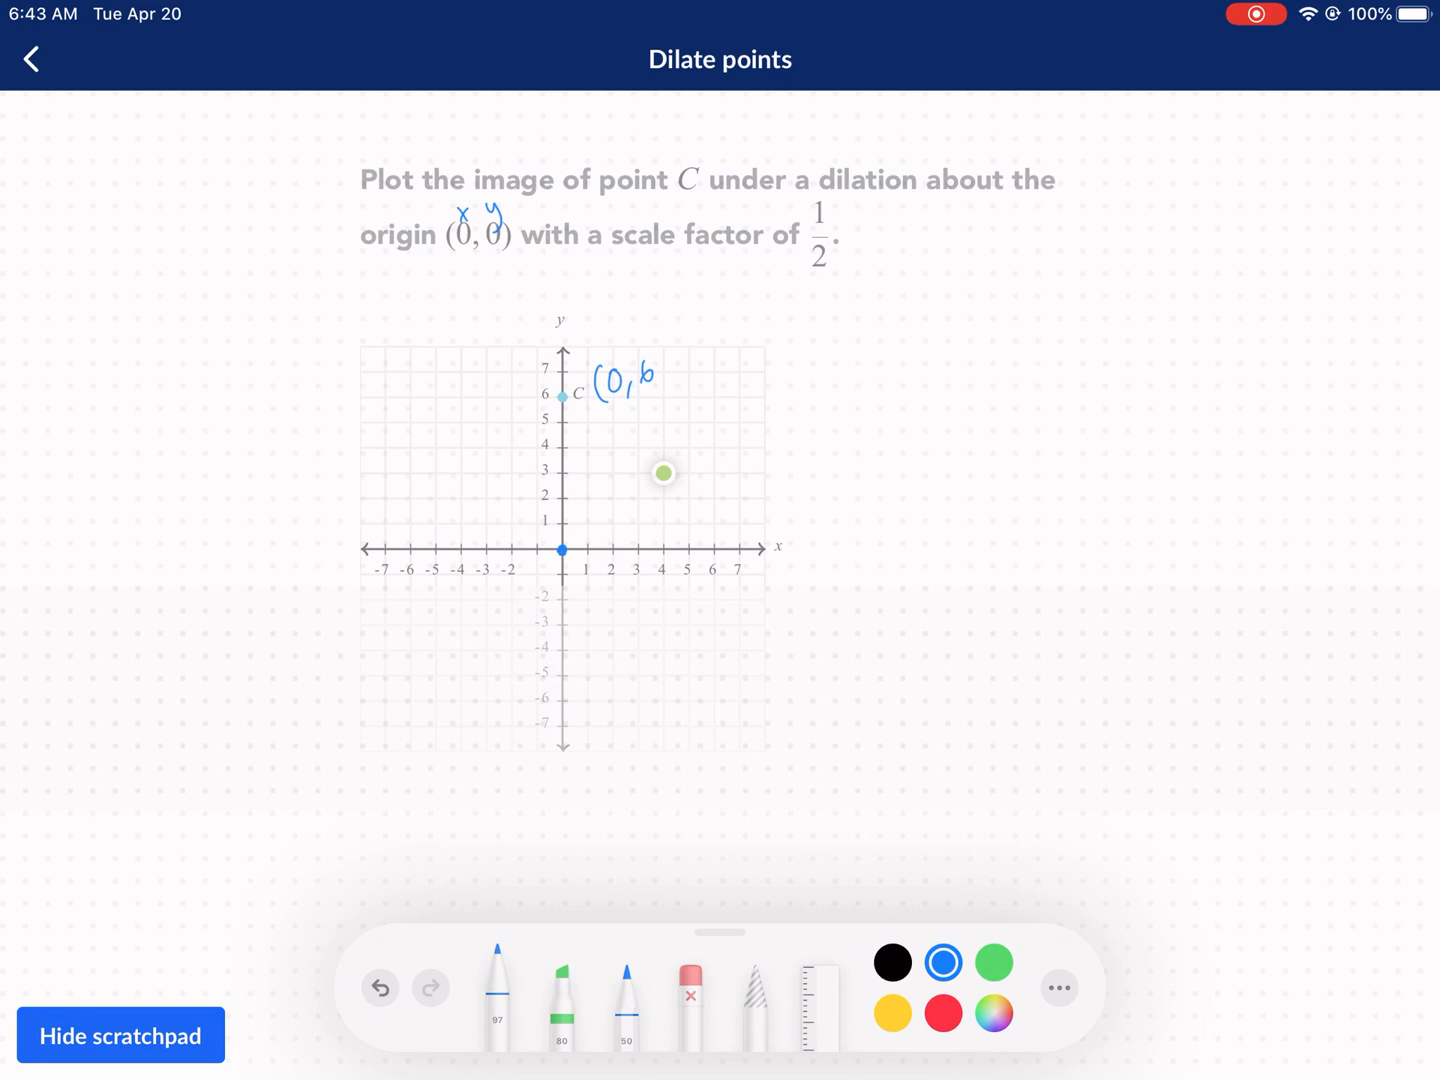 6:43 AM Tue Apr 20 100%
Dilate points
Plot the image of point C under a dilation about the
x y
origin (0, 0) with a scale factor of 1/2.
y
7
6 C (0, 6
5
4
3
2
1
x
-7 -6 -5 -4 -3 -2 1 2 3 4 5 6 7
-2
-3
-4
-5
-6
-7
97 80 50
Hide scratchpad